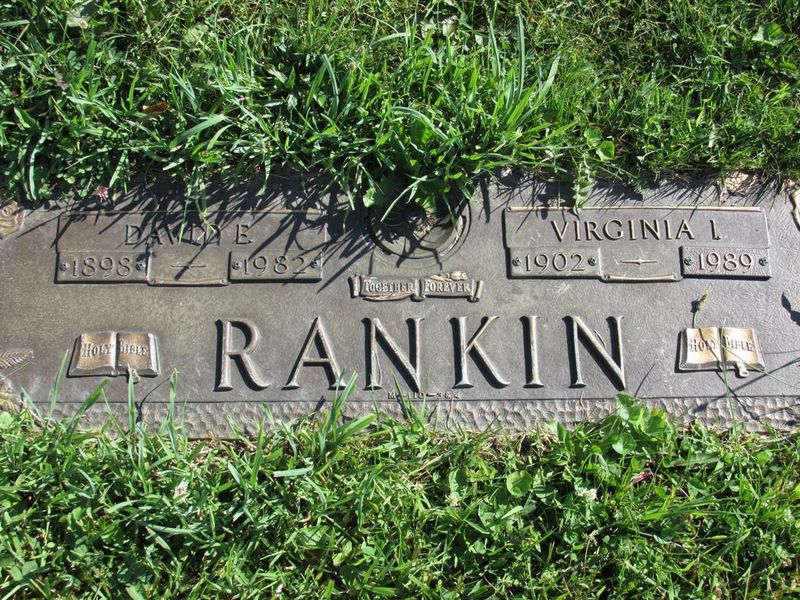 DAVID E.
1898 1982
VIRGINIA I.
1902 1989
TOGETHER FOREVER
HOLY BIBLE
RANKIN
HOLY BIBLE